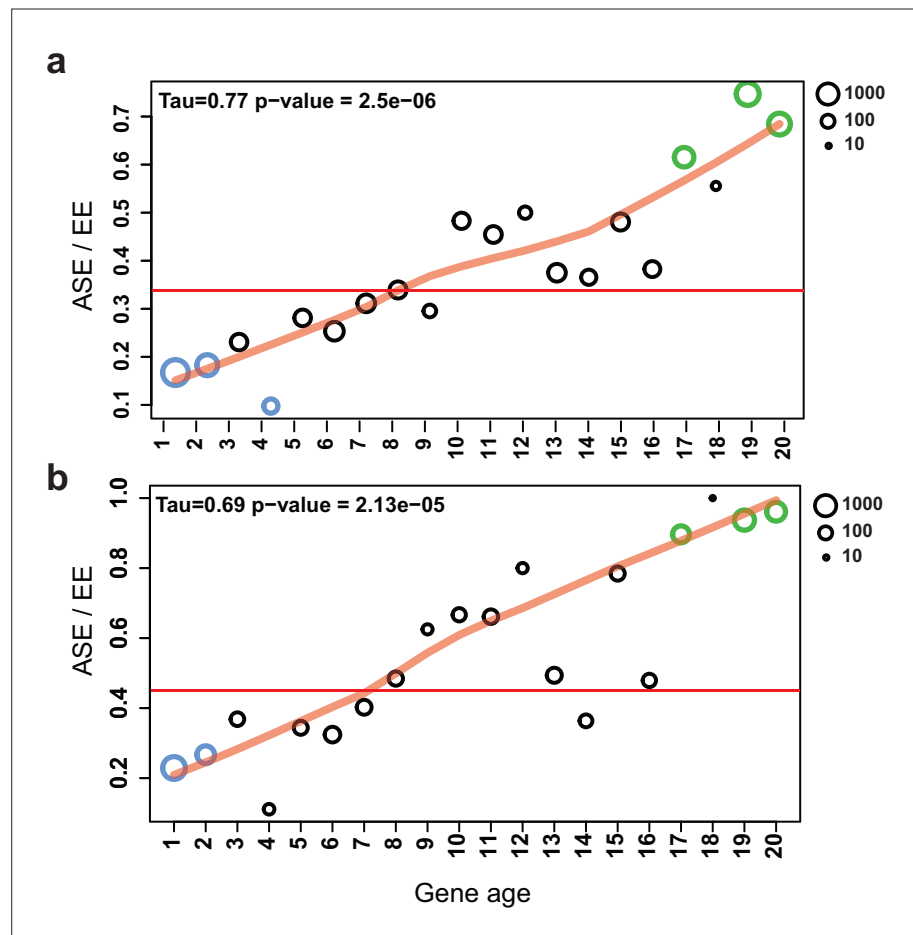 a
Tau=0.77 p−value = 2.5e−06
1000
100
10
ASE / EE
0.7
0.6
0.5
0.4
0.3
0.2
0.1
1 2 3 4 5 6 7 8 9 10 11 12 13 14 15 16 17 18 19 20
b
Tau=0.69 p−value = 2.13e−05
1000
100
10
ASE / EE
1.0
0.8
0.6
0.4
0.2
1 2 3 4 5 6 7 8 9 10 11 12 13 14 15 16 17 18 19 20
Gene age